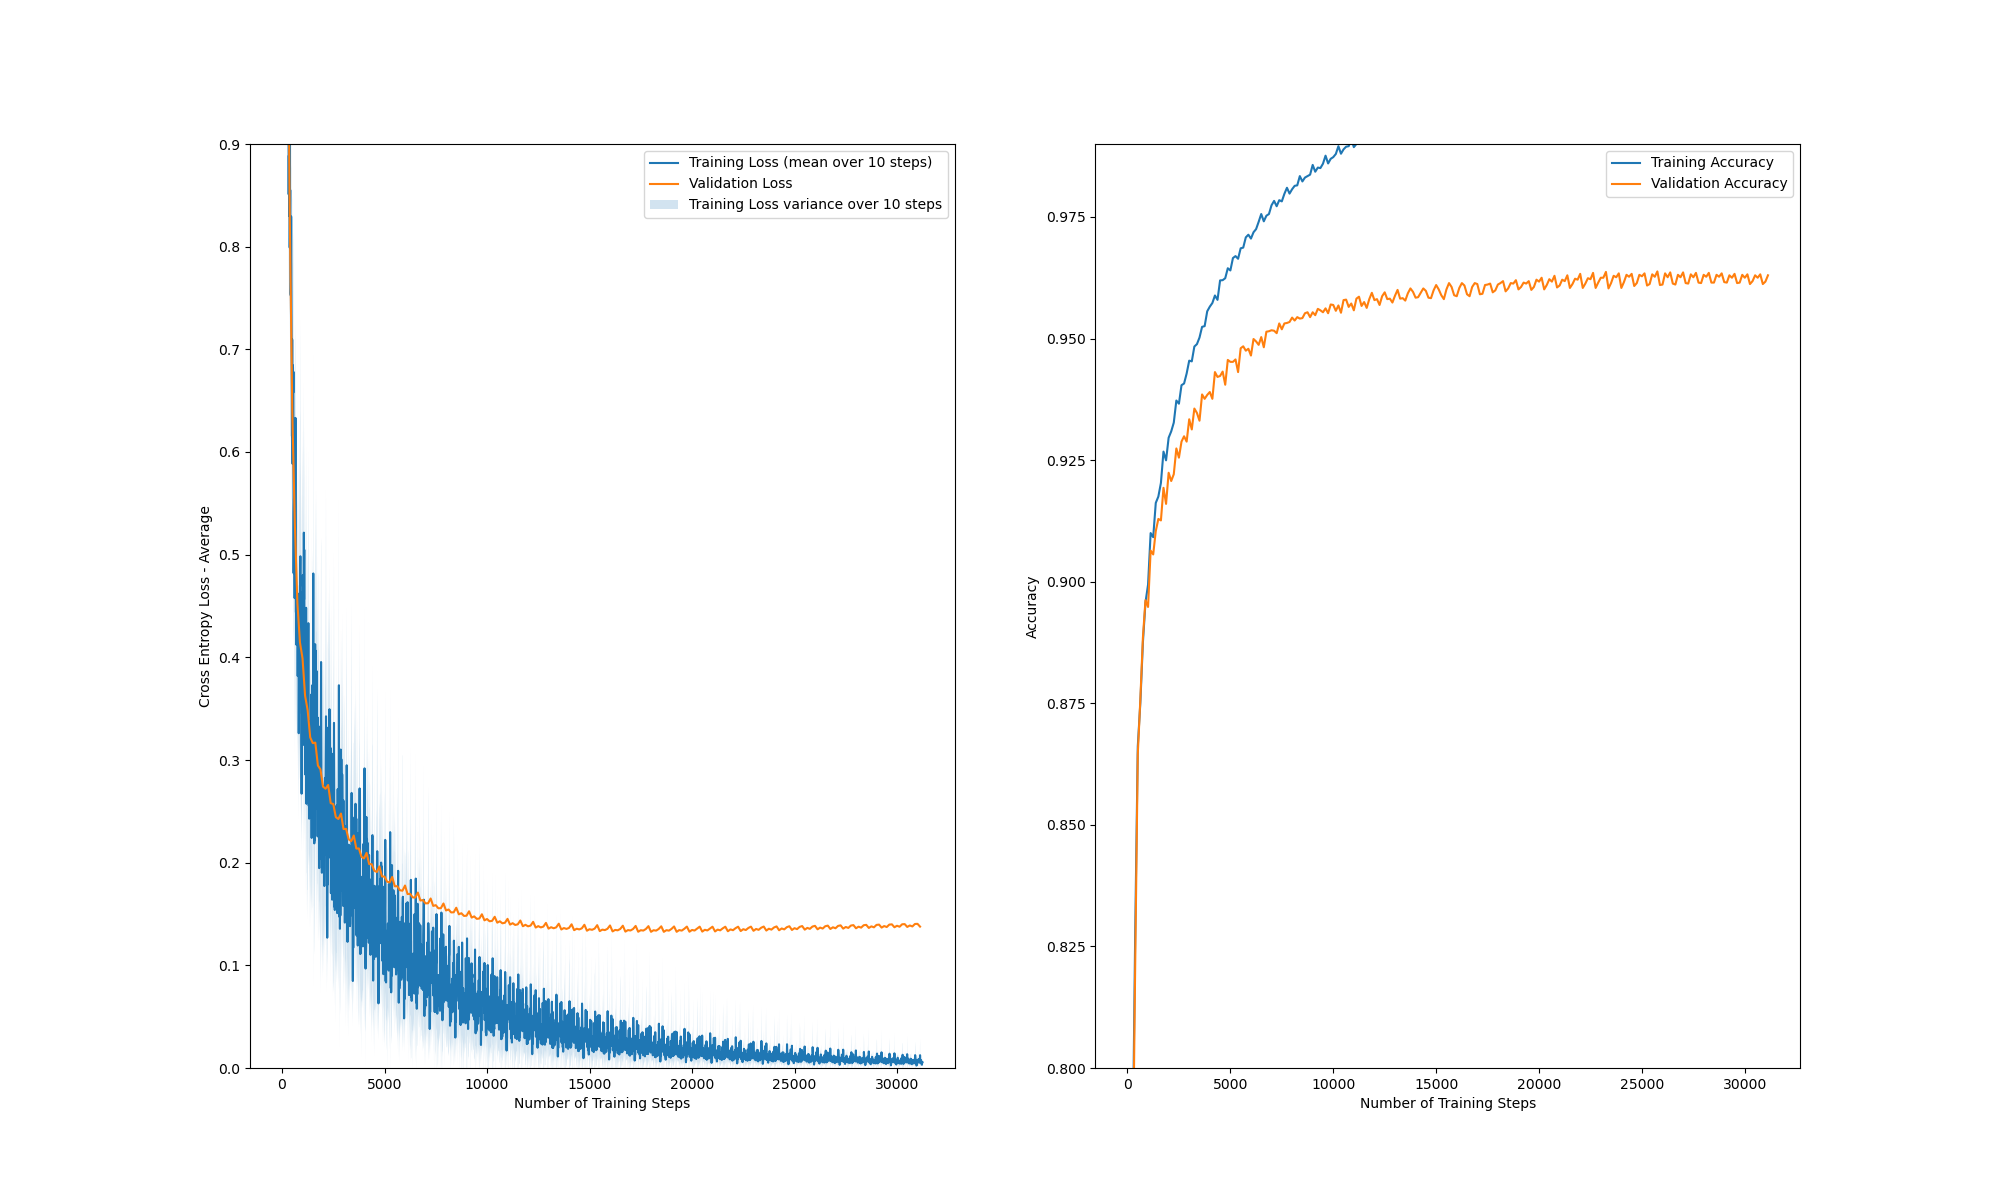 Training Loss (mean over 10 steps)
Validation Loss
Training Loss variance over 10 steps
0.9
0.8
0.7
0.6
0.5
0.4
0.3
0.2
0.1
0.0
Cross Entropy Loss - Average
0 5000 10000 15000 20000 25000 30000
Number of Training Steps
Training Accuracy
Validation Accuracy
0.975
0.950
0.925
0.900
0.875
0.850
0.825
0.800
Accuracy
0 5000 10000 15000 20000 25000 30000
Number of Training Steps